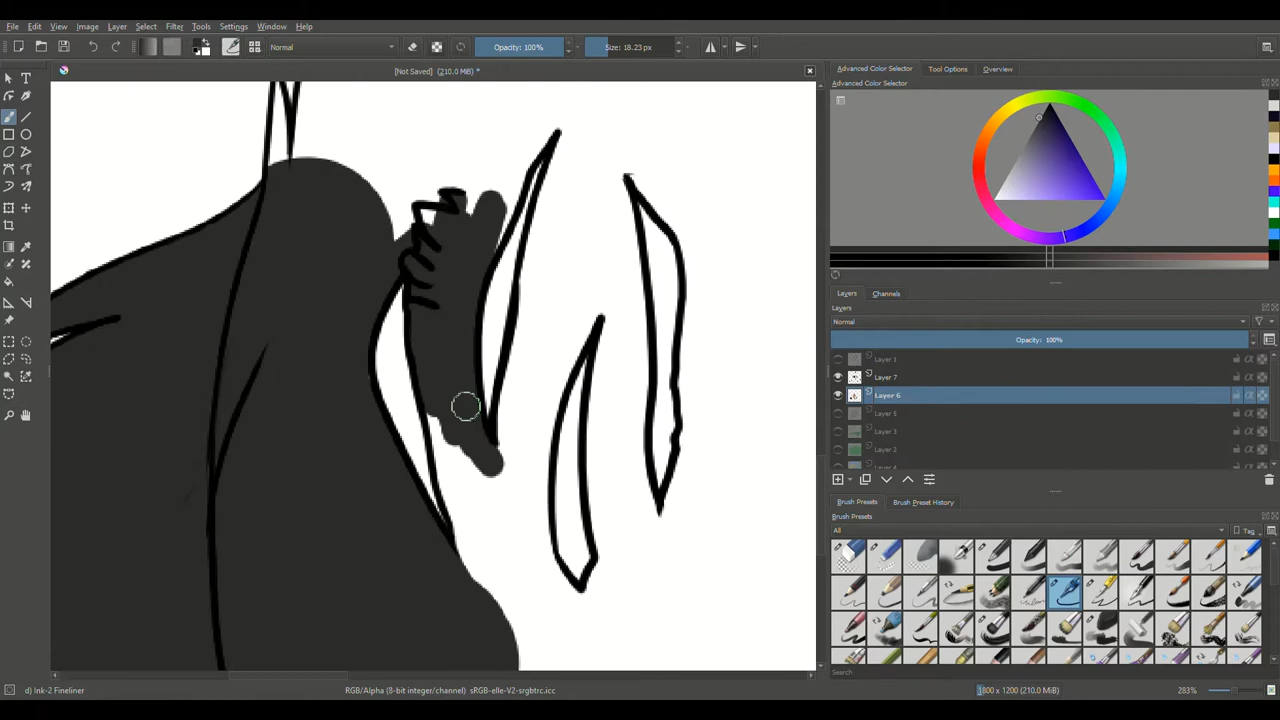 File Edit View Image Layer Select Filter Tools Settings Window Help
Normal Opacity: 100% Size: 18.23 px
[Not Saved] (210.0 MiB) *
Advanced Color Selector Tool Options Overview
Advanced Color Selector
Layers Channels
Layers
Normal
Opacity: 100%
Layer 1
Layer 7
Layer 6
Layer 5
Layer 3
Layer 2
Layer 4
Brush Presets Brush Preset History
Brush Presets
All Tag
Search
d) Ink-2 Fineliner RGB/Alpha (8-bit integer/channel) sRGB-elle-V2-srgbtrc.icc 1800 x 1200 (210.0 MiB) 283%